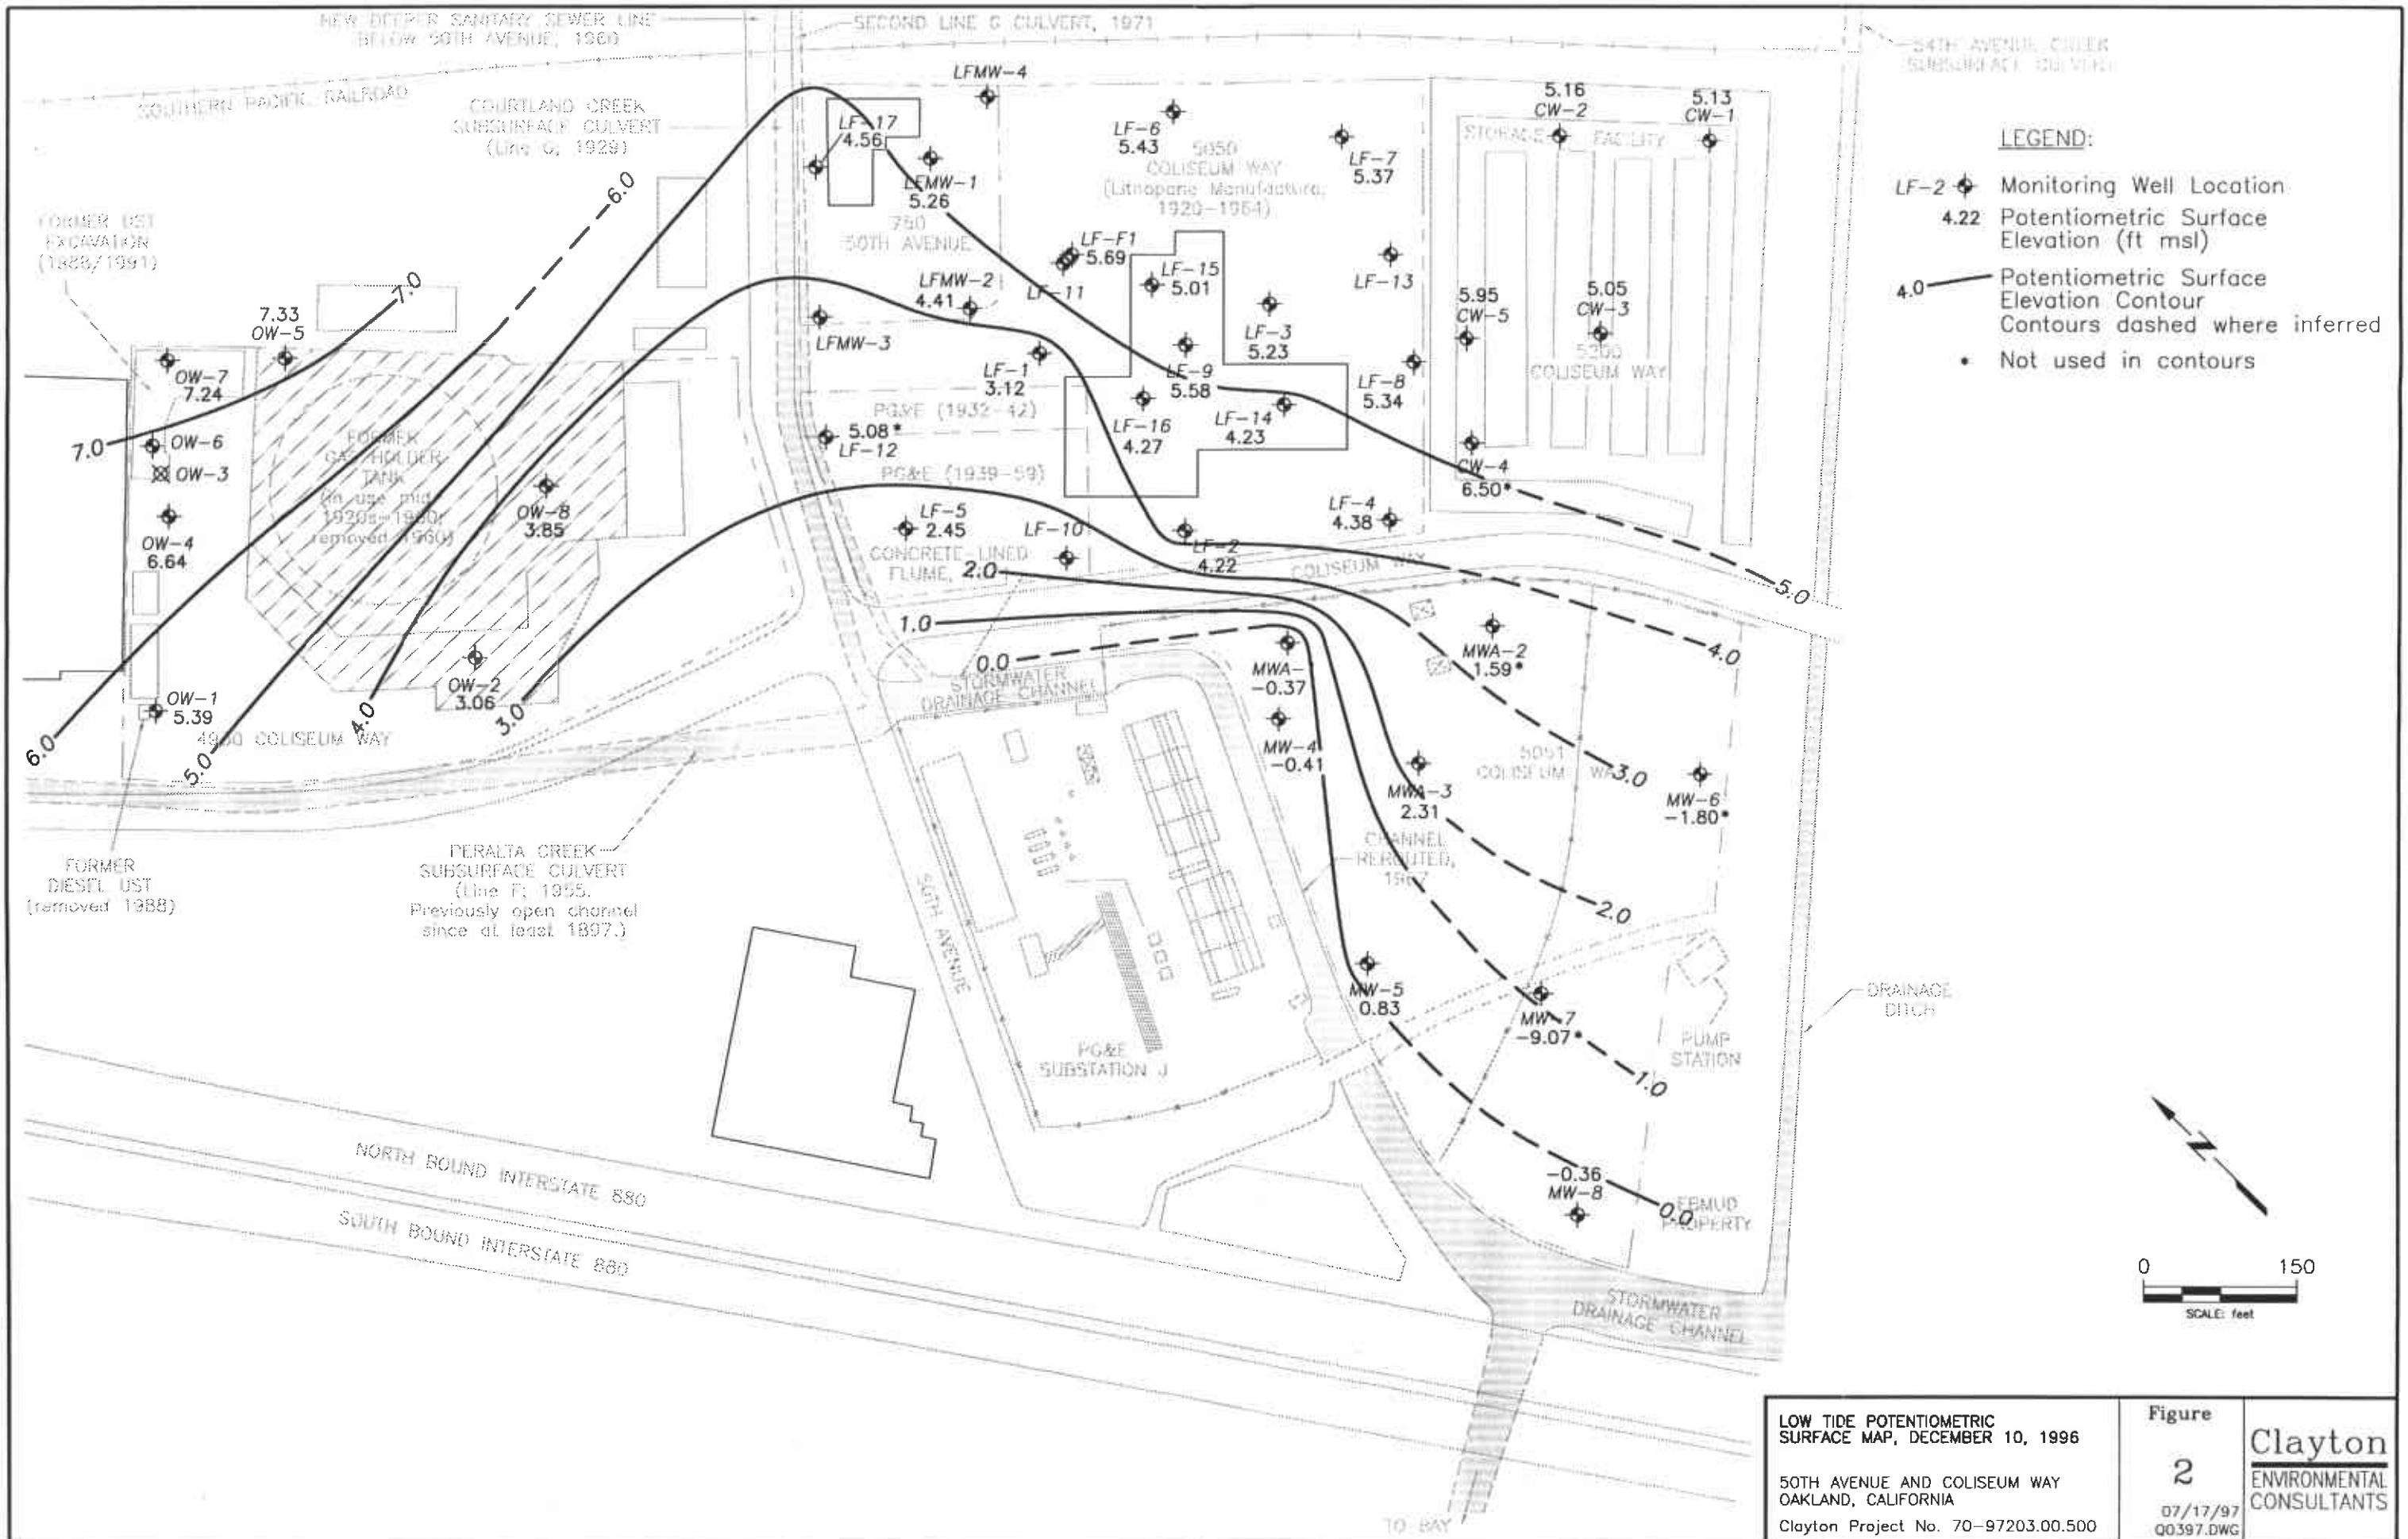 NEW DEEPER SANITARY SEWER LINE
BELOW 50TH AVENUE, 1960
SECOND LINE G CULVERT, 1971
54TH AVENUE CREEK
SUBSURFACE CULVERT
SOUTHERN PACIFIC RAILROAD
COURTLAND CREEK
SUBSURFACE CULVERT
(Line G, 1929)
LFMW-4
LF-17
4.56
LFMW-1
5.26
750
50TH AVENUE
LF-6
5.43
5050
COLISEUM WAY
(Lithopone Manufacture,
1920-1964)
LF-7
5.37
5.16
CW-2
5.13
CW-1
STORAGE FACILITY
LEGEND:
LF-2 Monitoring Well Location
4.22 Potentiometric Surface
Elevation (ft msl)
4.0 Potentiometric Surface
Elevation Contour
Contours dashed where inferred
• Not used in contours
FORMER UST
EXCAVATION
(1988/1991)
6.0
7.0
7.33
OW-5
OW-7
7.24
7.0
OW-6
OW-3
OW-4
6.64
FORMER
GAS HOLDER
TANK
(in use mid
1920s-1960;
removed 1960)
OW-8
3.85
LFMW-2
4.41
LFMW-3
LF-F1
5.69
LF-11
LF-15
5.01
LF-13
LF-3
5.23
LF-1
3.12
LF-9
5.58
LF-8
5.34
5.95
CW-5
5.05
CW-3
5200
COLISEUM WAY
PG&E (1932-42)
5.08*
LF-12
LF-16
4.27
LF-14
4.23
PG&E (1939-59)
CW-4
6.50*
LF-5
2.45
LF-10
LF-4
4.38
LF-2
4.22
CONCRETE-LINED
FLUME,
2.0
COLISEUM WAY
5.0
1.0
4.0
0.0
MWA-
-0.37
MWA-2
1.59*
STORMWATER
DRAINAGE CHANNEL
OW-1
5.39
OW-2
3.06
6.0
5.0
4.0
3.0
4930 COLISEUM WAY
MW-4
-0.41
MWA-3
2.31
5051
COLISEUM WAY
3.0
MW-6
-1.80*
CHANNEL
REROUTED,
1967
2.0
FORMER
DIESEL UST
(removed 1988)
PERALTA CREEK
SUBSURFACE CULVERT
(Line F; 1955.
Previously open channel
since at least 1897.)
50TH AVENUE
MW-5
0.83
MW-7
-9.07*
PUMP
STATION
DRAINAGE
DITCH
1.0
PG&E
SUBSTATION J
-0.36
MW-8
0.0
EBMUD
PROPERTY
NORTH BOUND INTERSTATE 880
SOUTH BOUND INTERSTATE 880
STORMWATER
DRAINAGE CHANNEL
TO BAY
N
0 150
SCALE: feet
LOW TIDE POTENTIOMETRIC
SURFACE MAP, DECEMBER 10, 1996
50TH AVENUE AND COLISEUM WAY
OAKLAND, CALIFORNIA
Clayton Project No. 70-97203.00.500
Figure
2
07/17/97
Q0397.DWG
Clayton
ENVIRONMENTAL
CONSULTANTS